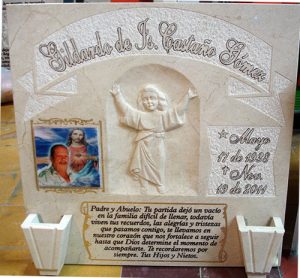 Gildardo de Js. Castaño Gómez
Marzo
17 de 1938
Nov.
13 de 2011
Padre y Abuelo: Tu partida dejó un vacío
en la familia difícil de llenar, todavía
viven tus recuerdos, las alegrías y tristezas
que pasamos contigo, te llevamos en
nuestro corazón que nos fortalece a seguir
hasta que Dios determine el momento de
acompañarte. Te recordaremos por
siempre. Tus Hijos y Nietos.